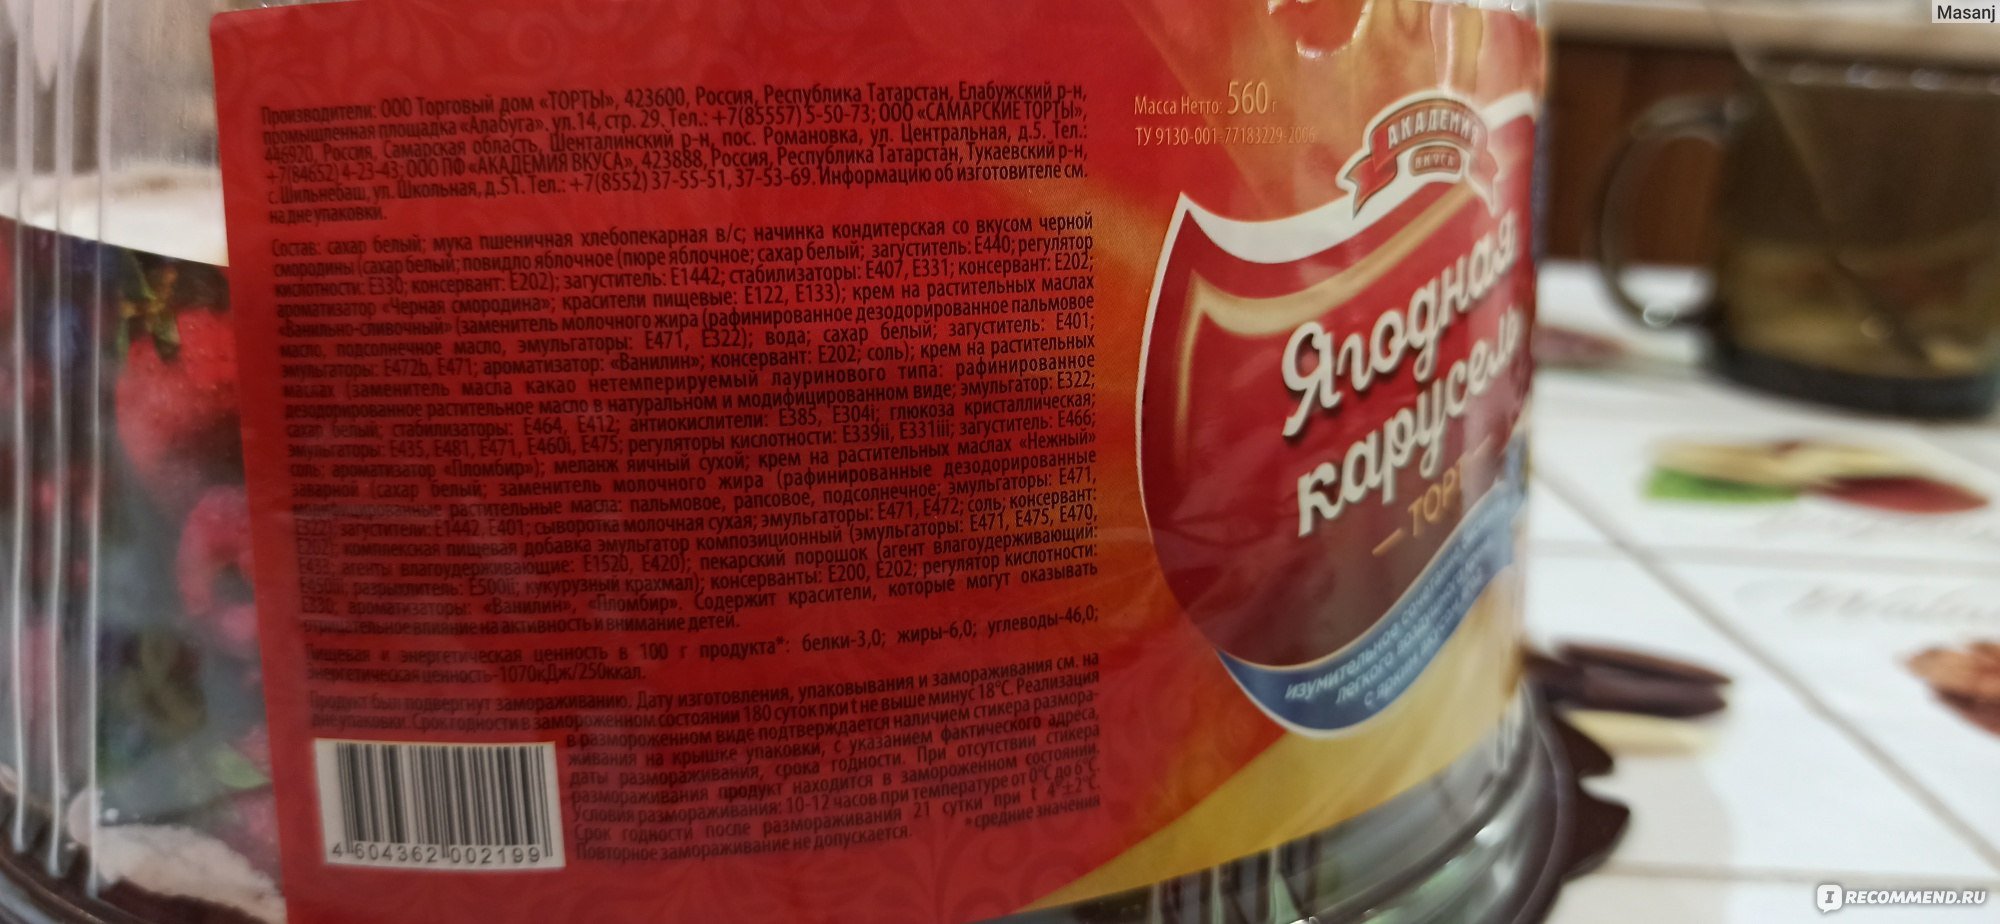 Masanj
Производители: ООО Торговый дом «ТОРТЫ», 423600, Россия, Республика Татарстан, Елабужский р-н,
промышленная площадка «Алабуга», ул.14, стр. 29. Тел.: +7(85557) 5-50-73; ООО «САМАРСКИЕ ТОРТЫ»,
446920, Россия, Самарская область, Шенталинский р-н, пос. Романовка, ул. Центральная, д.5. Тел.:
+7(84652) 4-23-43; ООО ПФ «АКАДЕМИЯ ВКУСА», 423888, Россия, Республика Татарстан, Тукаевский р-н,
с. Шильнебаш, ул. Школьная, д.51. Тел.: +7(8552) 37-55-51, 37-53-69. Информацию об изготовителе см.
на дне упаковки.
Состав: сахар белый; мука пшеничная хлебопекарная в/с; начинка кондитерская со вкусом черной
смородины (сахар белый; повидло яблочное (пюре яблочное; сахар белый; загуститель: Е440; регулятор
кислотности: Е330; консервант: Е202); загуститель: Е1442; стабилизаторы: Е407, Е331; консервант: Е202;
ароматизатор «Черная смородина»; красители пищевые: Е122, Е133); крем на растительных маслах
«Ванильно-сливочный» (заменитель молочного жира (рафинированное дезодорированное пальмовое
масло, подсолнечное масло, эмульгаторы: Е471, Е322); вода; сахар белый; загуститель: Е401;
эмульгаторы: Е472b, Е471; ароматизатор: «Ванилин»; консервант: Е202; соль); крем на растительных
маслах (заменитель масла какао нетемперируемый лауринового типа: рафинированное
дезодорированное растительное масло в натуральном и модифицированном виде; эмульгатор: Е322;
сахар белый; стабилизаторы: Е464, Е412; антиокислители: Е385, Е304i; глюкоза кристаллическая;
эмульгаторы: Е435, Е481, Е471, Е460i, Е475; регуляторы кислотности: Е339ii, Е331iii; загуститель: Е466;
соль; ароматизатор «Пломбир»); меланж яичный сухой; крем на растительных маслах «Нежный»
заварной (сахар белый; заменитель молочного жира (рафинированные дезодорированные
модифицированные растительные масла: пальмовое, рапсовое, подсолнечное; эмульгаторы: Е471,
Е322); загустители: Е1442, Е401; сыворотка молочная сухая; эмульгаторы: Е471, Е472; соль; консервант:
Е202); комплексная пищевая добавка эмульгатор композиционный (эмульгаторы: Е471, Е475, Е470,
Е433; агенты влагоудерживающие: Е1520, Е420); пекарский порошок (агент влагоудерживающий:
Е450iii; разрыхлитель: Е500ii; кукурузный крахмал); консерванты: Е200, Е202; регулятор кислотности:
Е330; ароматизаторы: «Ванилин», «Пломбир». Содержит красители, которые могут оказывать
отрицательное влияние на активность и внимание детей.
Пищевая и энергетическая ценность в 100 г продукта*: белки-3,0; жиры-6,0; углеводы-46,0;
энергетическая ценность-1070кДж/250ккал.
Продукт был подвергнут замораживанию. Дату изготовления, упаковывания и замораживания см. на
дне упаковки. Срок годности в замороженном состоянии 180 суток при t не выше минус 18°С. Реализация
в размороженном виде подтверждается наличием стикера размора-
живания на крышке упаковки, с указанием фактического адреса,
даты размораживания, срока годности. При отсутствии стикера
размораживания продукт находится в замороженном состоянии.
Условия размораживания: 10-12 часов при температуре от 0°С до 6°С
Срок годности после размораживания 21 сутки при t 4°±2°С.
Повторное замораживание не допускается. *средние значения
4 604362 002199
Масса Нетто: 560 г
ТУ 9130-001-77183229-2006
АКАДЕМИЯ
ВКУСА
Ягодная
карусель
ТОРТ
изумительное сочетание
легкого воздушного
I RECOMMEND.RU